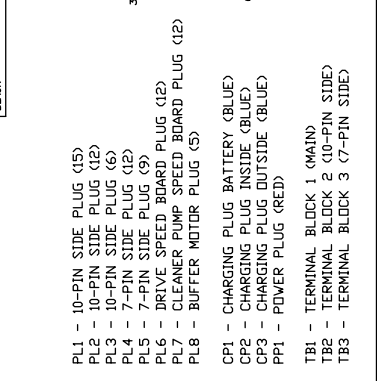 PL1 - 10-PIN SIDE PLUG (15)
PL2 - 10-PIN SIDE PLUG (12)
PL3 - 10-PIN SIDE PLUG (6)
PL4 - 7-PIN SIDE PLUG (12)
PL5 - 7-PIN SIDE PLUG (9)
PL6 - DRIVE SPEED BOARD PLUG (12)
PL7 - CLEANER PUMP SPEED BOARD PLUG (12)
PL8 - BUFFER MOTOR PLUG (5)
CP1 - CHARGING PLUG BATTERY (BLUE)
CP2 - CHARGING PLUG INSIDE (BLUE)
CP3 - CHARGING PLUG OUTSIDE (BLUE)
PP1 - POWER PLUG (RED)
TB1 - TERMINAL BLOCK 1 (MAIN)
TB2 - TERMINAL BLOCK 2 (10-PIN SIDE)
TB3 - TERMINAL BLOCK 3 (7-PIN SIDE)